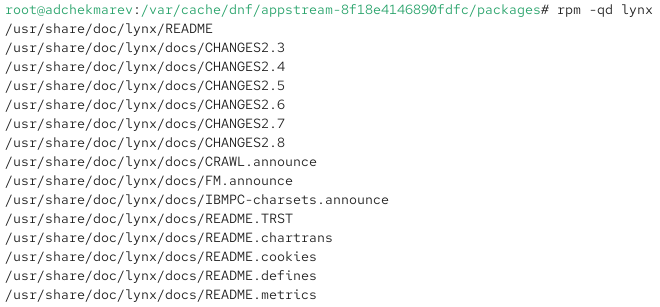 root@adchekmarev:/var/cache/dnf/appstream-8f18e4146890fdfc/packages# rpm -qd lynx
/usr/share/doc/lynx/README
/usr/share/doc/lynx/docs/CHANGES2.3
/usr/share/doc/lynx/docs/CHANGES2.4
/usr/share/doc/lynx/docs/CHANGES2.5
/usr/share/doc/lynx/docs/CHANGES2.6
/usr/share/doc/lynx/docs/CHANGES2.7
/usr/share/doc/lynx/docs/CHANGES2.8
/usr/share/doc/lynx/docs/CRAWL.announce
/usr/share/doc/lynx/docs/FM.announce
/usr/share/doc/lynx/docs/IBMPC-charsets.announce
/usr/share/doc/lynx/docs/README.TRST
/usr/share/doc/lynx/docs/README.chartrans
/usr/share/doc/lynx/docs/README.cookies
/usr/share/doc/lynx/docs/README.defines
/usr/share/doc/lynx/docs/README.metrics